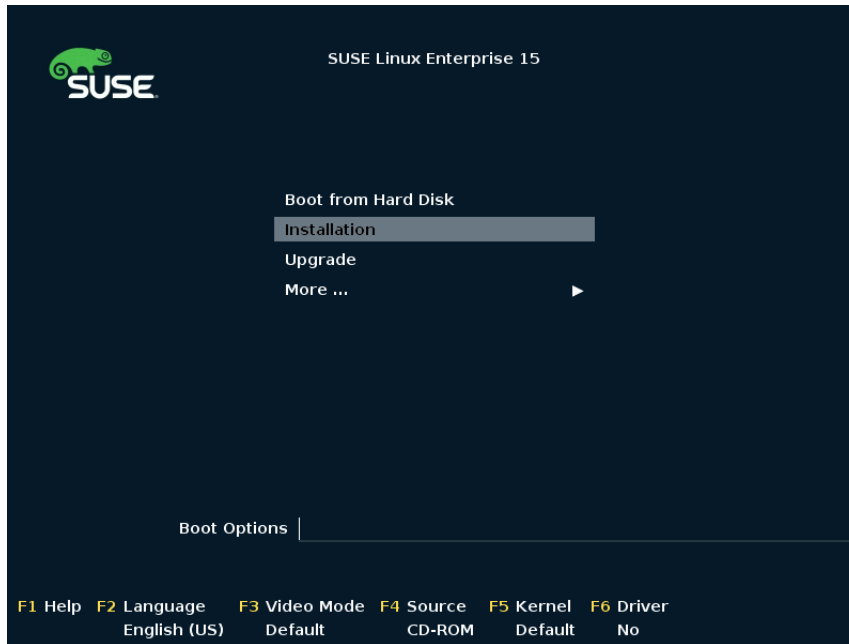 SUSE Linux Enterprise 15
SUSE
Boot from Hard Disk
Installation
Upgrade
More ...
Boot Options
F1 Help F2 Language F3 Video Mode F4 Source F5 Kernel F6 Driver
English (US) Default CD-ROM Default No